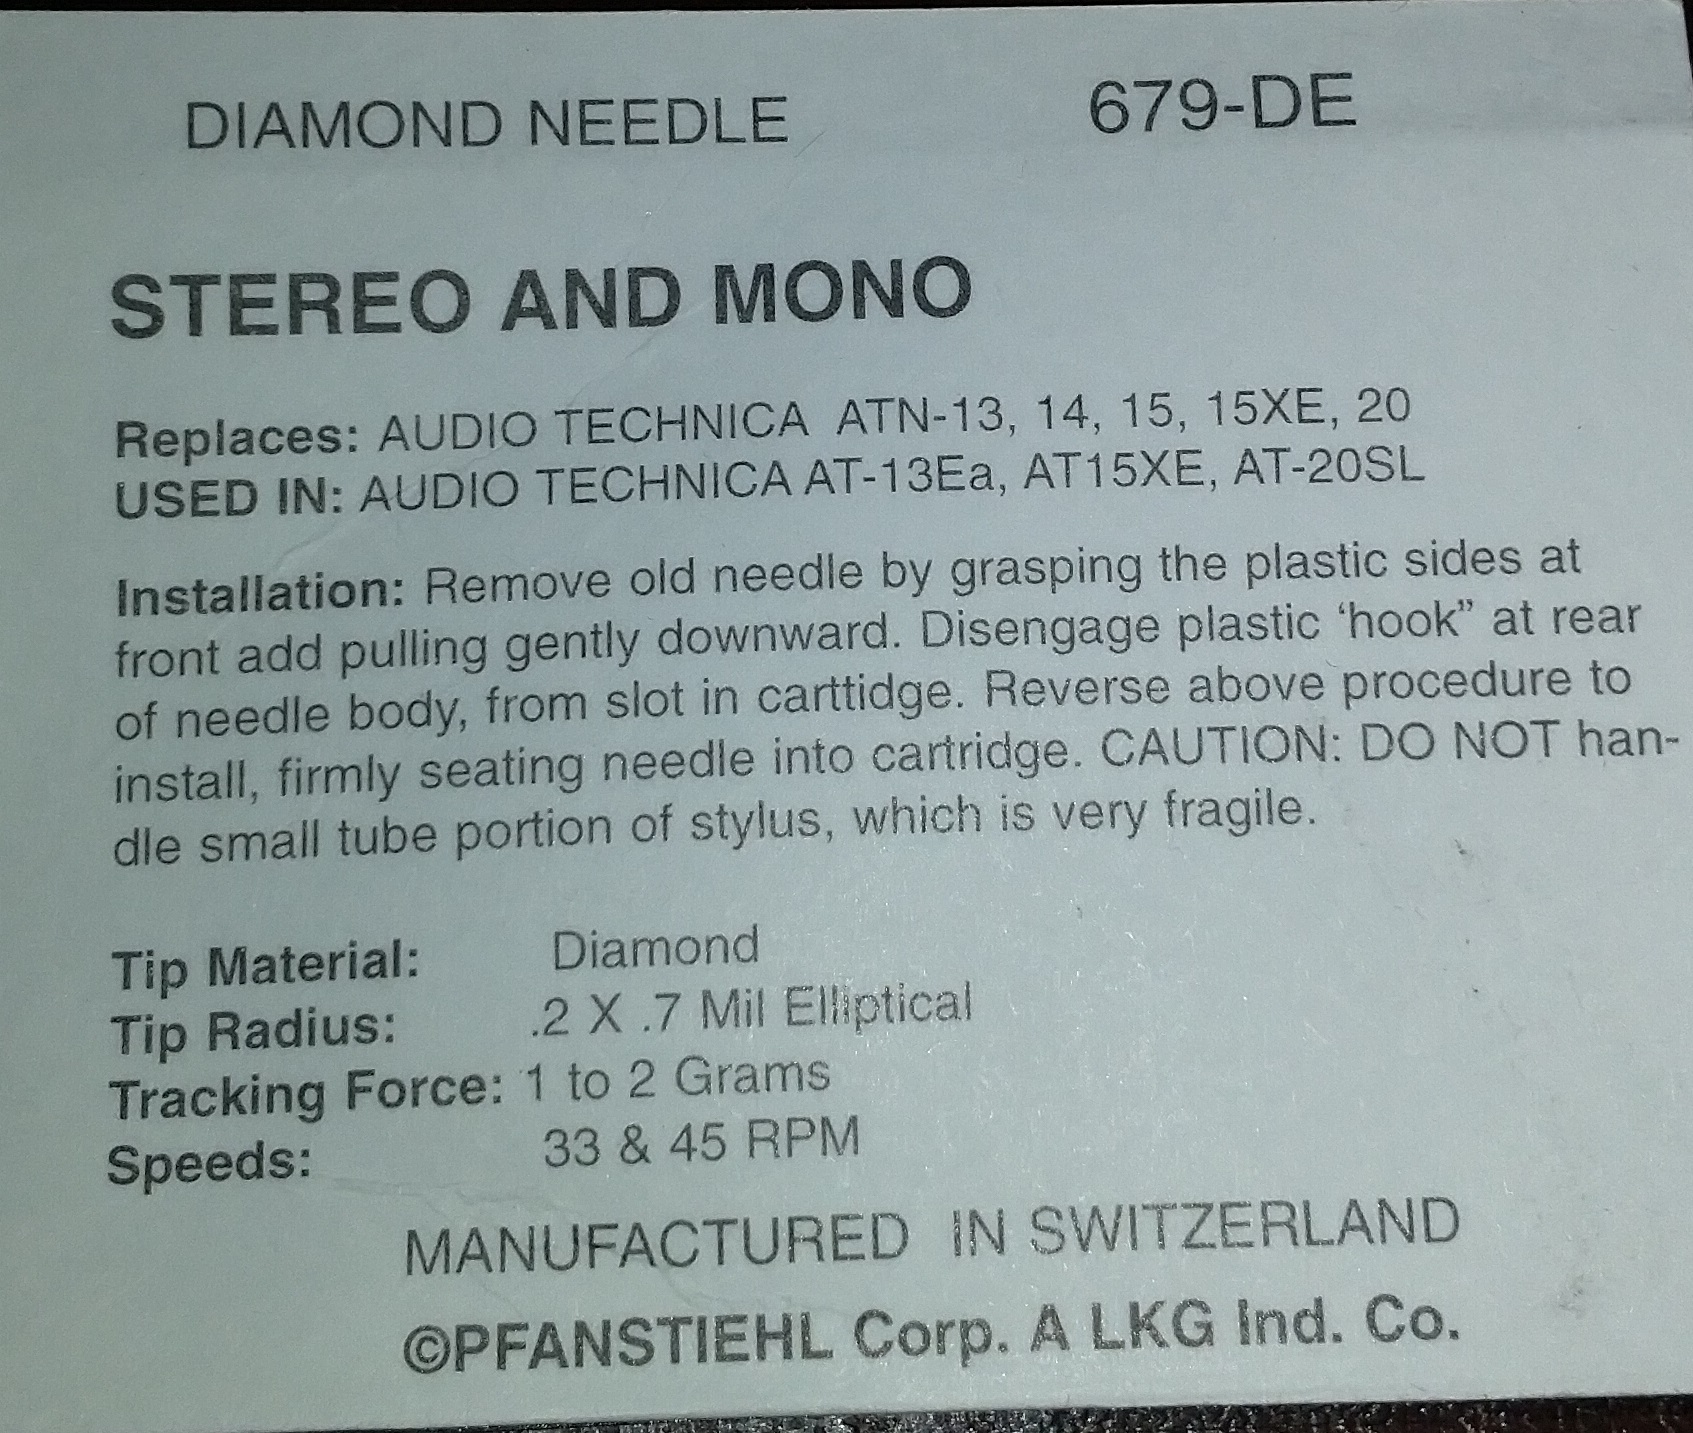 DIAMOND NEEDLE 679-DE
STEREO AND MONO
Replaces: AUDIO TECHNICA ATN-13, 14, 15, 15XE, 20
USED IN: AUDIO TECHNICA AT-13Ea, AT15XE, AT-20SL
Installation: Remove old needle by grasping the plastic sides at
front add pulling gently downward. Disengage plastic ‘hook” at rear
of needle body, from slot in carttidge. Reverse above procedure to
install, firmly seating needle into cartridge. CAUTION: DO NOT han-
dle small tube portion of stylus, which is very fragile.
Tip Material: Diamond
Tip Radius: .2 X .7 Mil Elliptical
Tracking Force: 1 to 2 Grams
Speeds: 33 & 45 RPM
MANUFACTURED IN SWITZERLAND
©PFANSTIEHL Corp. A LKG Ind. Co.